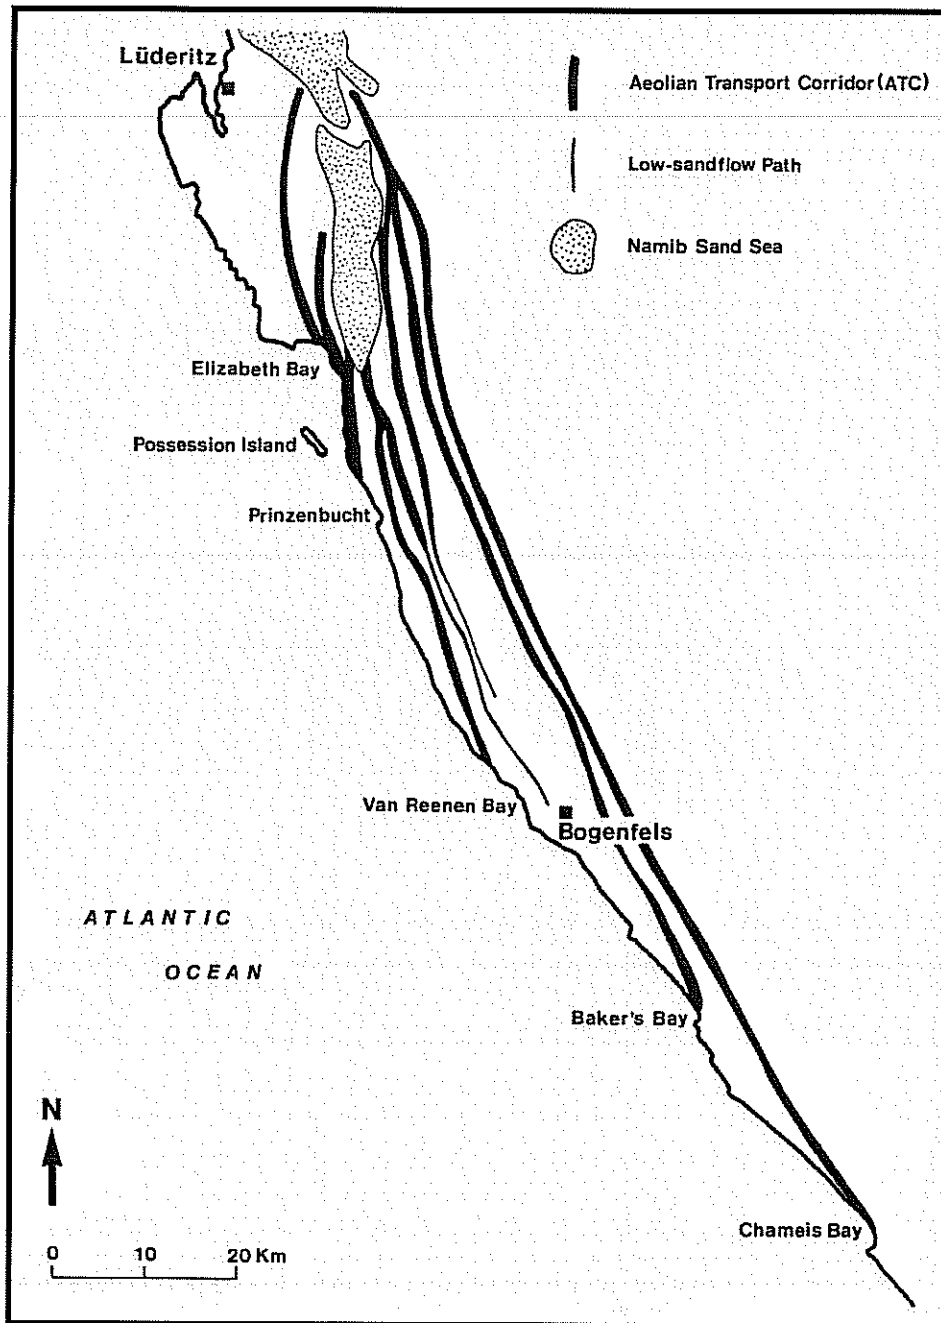 Lüderitz
Aeolian Transport Corridor (ATC)
Low-sandflow Path
Namib Sand Sea
Elizabeth Bay
Possession Island
Prinzenbucht
Van Reenen Bay
Bogenfels
ATLANTIC
OCEAN
Baker's Bay
N
Chameis Bay
0 10 20 Km